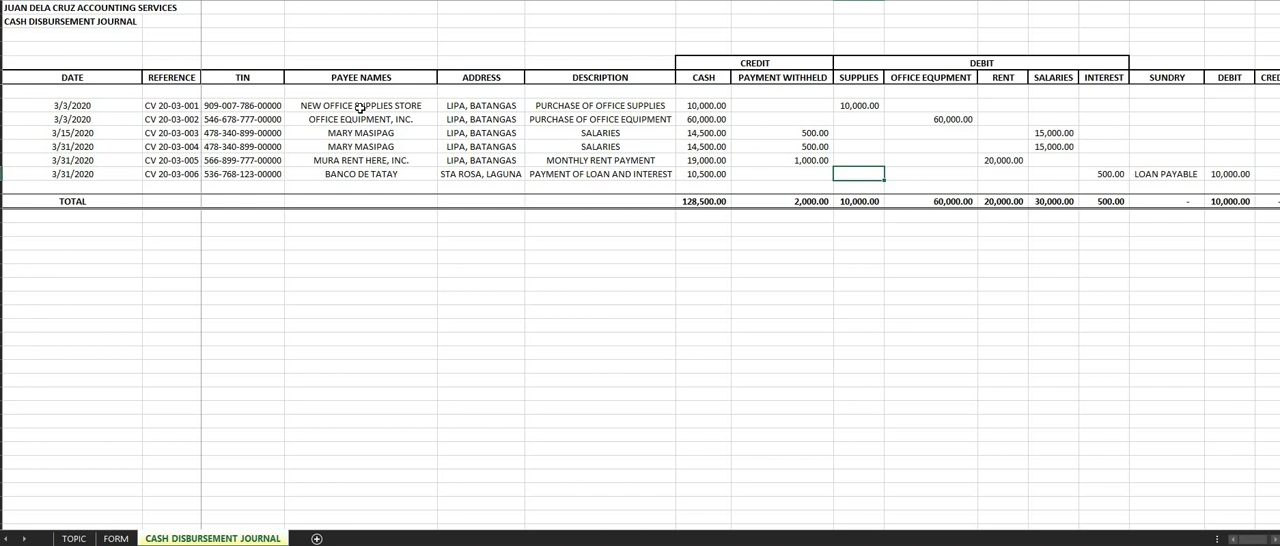 JUAN DELA CRUZ ACCOUNTING SERVICES
CASH DISBURSEMENT JOURNAL
CREDIT DEBIT
DATE REFERENCE TIN PAYEE NAMES ADDRESS DESCRIPTION CASH PAYMENT WITHHELD SUPPLIES OFFICE EQUPMENT RENT SALARIES INTEREST SUNDRY DEBIT CRED
3/3/2020 CV 20-03-001 909-007-786-00000 NEW OFFICE SUPPLIES STORE LIPA, BATANGAS PURCHASE OF OFFICE SUPPLIES 10,000.00 10,000.00
3/3/2020 CV 20-03-002 546-678-777-00000 OFFICE EQUIPMENT, INC. LIPA, BATANGAS PURCHASE OF OFFICE EQUIPMENT 60,000.00 60,000.00
3/15/2020 CV 20-03-003 478-340-899-00000 MARY MASIPAG LIPA, BATANGAS SALARIES 14,500.00 500.00 15,000.00
3/31/2020 CV 20-03-004 478-340-899-00000 MARY MASIPAG LIPA, BATANGAS SALARIES 14,500.00 500.00 15,000.00
3/31/2020 CV 20-03-005 566-899-777-00000 MURA RENT HERE, INC. LIPA, BATANGAS MONTHLY RENT PAYMENT 19,000.00 1,000.00 20,000.00
3/31/2020 CV 20-03-006 536-768-123-00000 BANCO DE TATAY STA ROSA, LAGUNA PAYMENT OF LOAN AND INTEREST 10,500.00 500.00 LOAN PAYABLE 10,000.00
TOTAL 128,500.00 2,000.00 10,000.00 60,000.00 20,000.00 30,000.00 500.00 - 10,000.00 -
TOPIC FORM CASH DISBURSEMENT JOURNAL